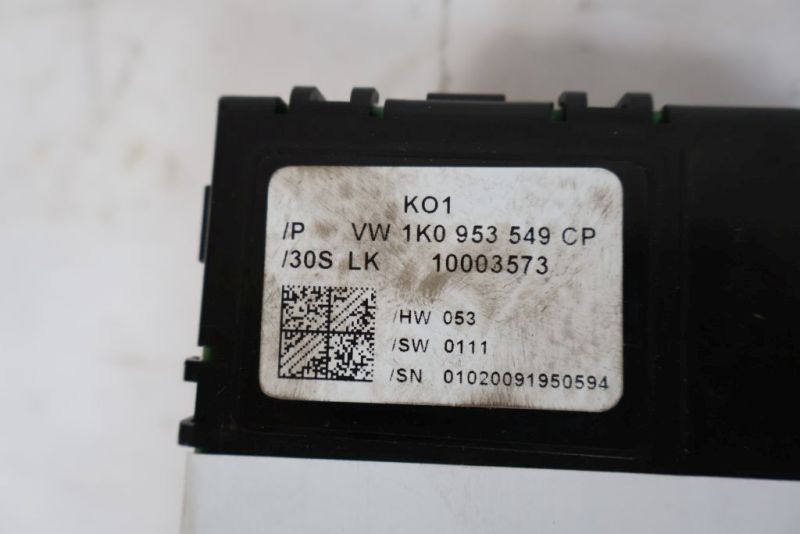 KO1
/P VW 1K0 953 549 CP
/30S LK 10003573
/HW 053
/SW 0111
/SN 01020091950594